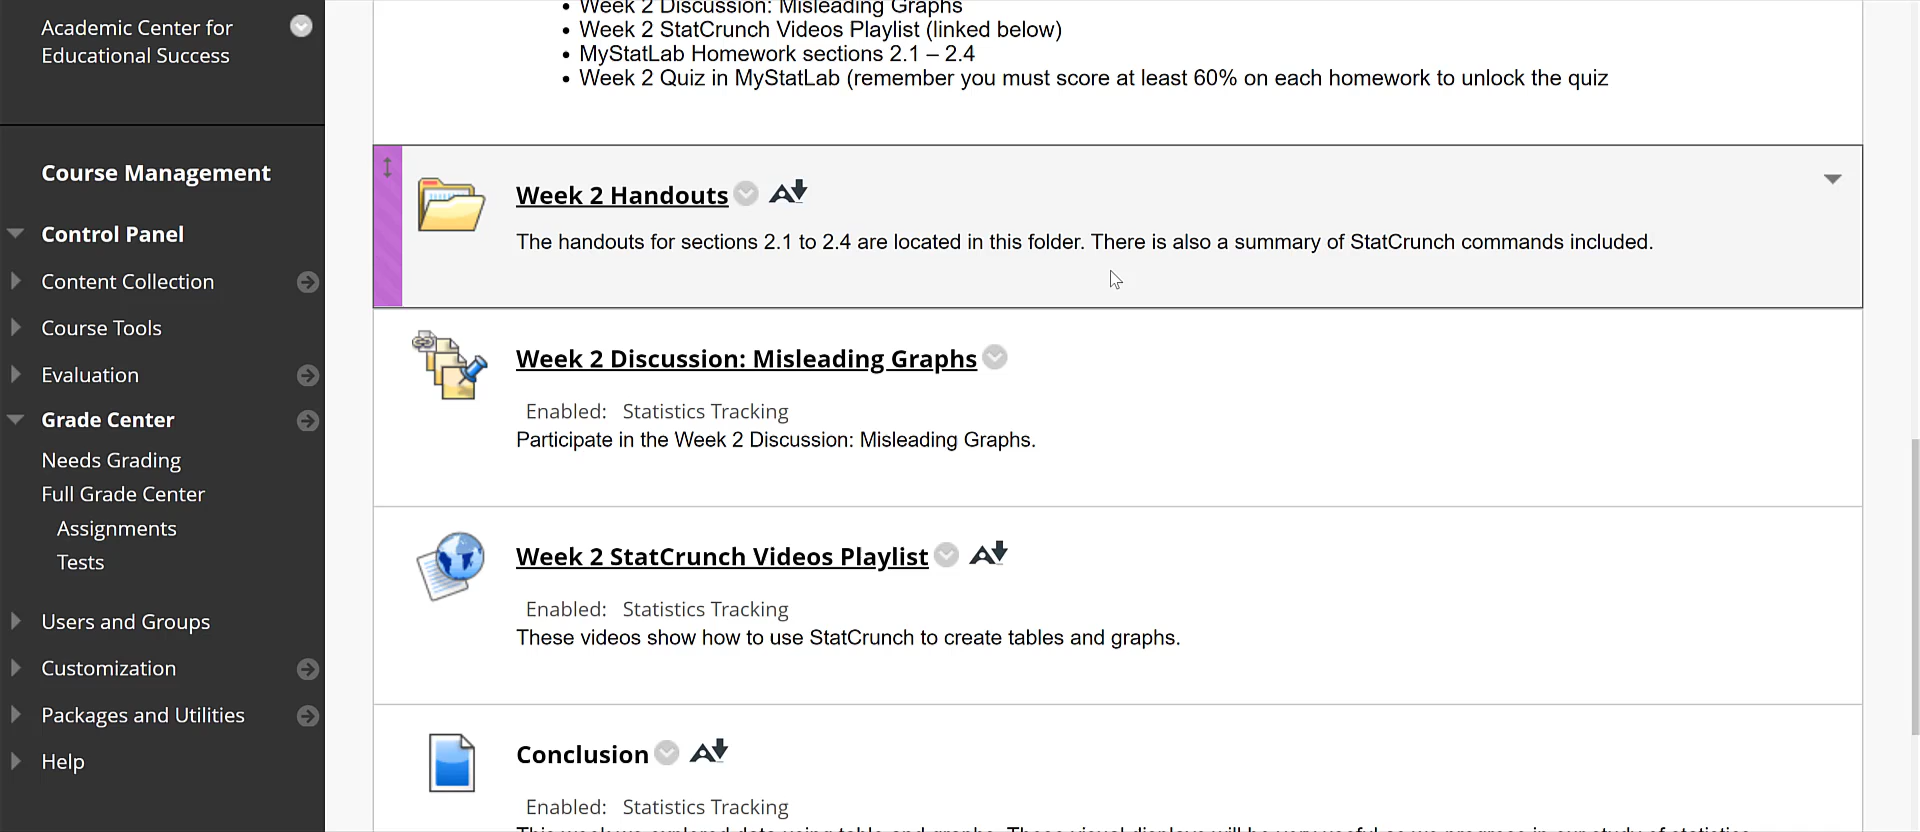 Academic Center for
Educational Success
Course Management
Control Panel
Content Collection
Course Tools
Evaluation
Grade Center
Needs Grading
Full Grade Center
Assignments
Tests
Users and Groups
Customization
Packages and Utilities
Help
• Week 2 Discussion: Misleading Graphs
• Week 2 StatCrunch Videos Playlist (linked below)
• MyStatLab Homework sections 2.1 – 2.4
• Week 2 Quiz in MyStatLab (remember you must score at least 60% on each homework to unlock the quiz
Week 2 Handouts
The handouts for sections 2.1 to 2.4 are located in this folder. There is also a summary of StatCrunch commands included.
Week 2 Discussion: Misleading Graphs
Enabled: Statistics Tracking
Participate in the Week 2 Discussion: Misleading Graphs.
Week 2 StatCrunch Videos Playlist
Enabled: Statistics Tracking
These videos show how to use StatCrunch to create tables and graphs.
Conclusion
Enabled: Statistics Tracking